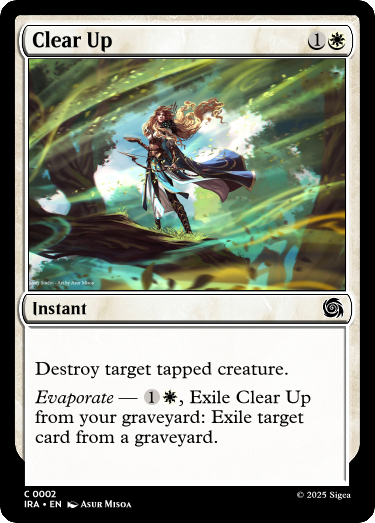 Clear Up 1
Instant
Destroy target tapped creature.
Evaporate — 1, Exile Clear Up
from your graveyard: Exile target
card from a graveyard.
C 0002
IRA • EN Asur Misoa
© 2025 Sigea